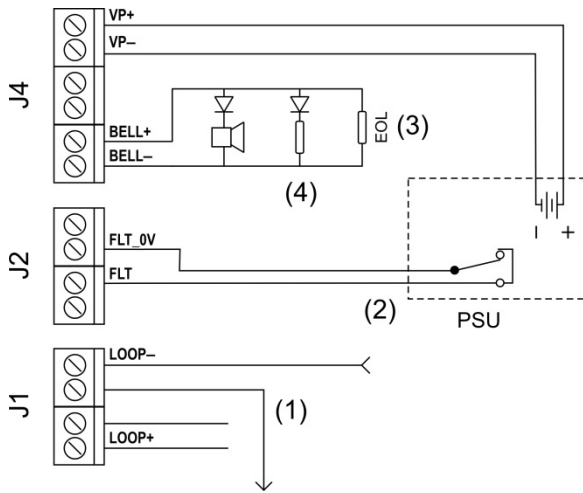 VP+
VP–
J4
BELL+
BELL–
EOL
(3)
(4)
– +
J2
FLT_0V
FLT
(2)
PSU
J1
LOOP–
(1)
LOOP+